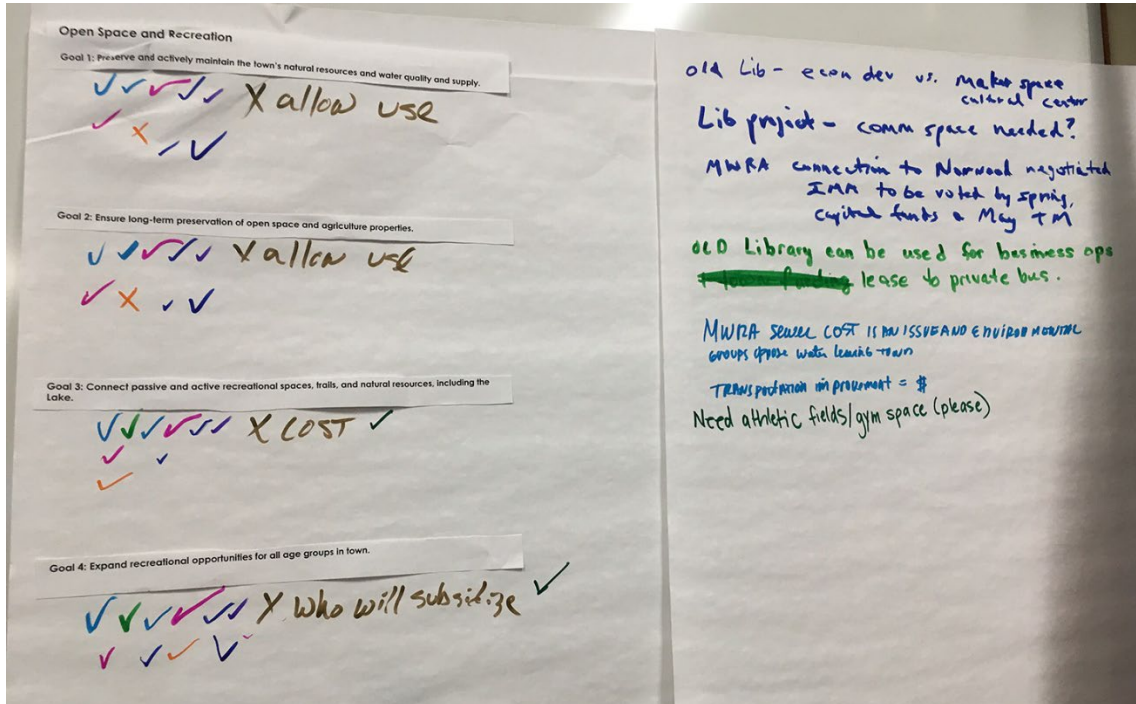 Open Space and Recreation
Goal 1: Preserve and actively maintain the town's natural resources and water quality and supply.
X allow use
Goal 2: Ensure long-term preservation of open space and agriculture properties.
X allow use
Goal 3: Connect passive and active recreational spaces, trails, and natural resources, including the
Lake.
X COST
Goal 4: Expand recreational opportunities for all age groups in town.
X Who will subsidize
old Lib - econ dev vs. Maker space
cultural center
Lib project - comm space needed?
MWRA connection to Norwood negotiated
IMA to be voted by spring,
capital funds @ May TM
OLD Library can be used for business ops
lease to private bus.
MWRA sewer COST IS AN ISSUE AND ENVIRONMENTAL
GROUPS oppose water leaving town
TRANSportation improvement = $
Need athletic fields/gym space (please)